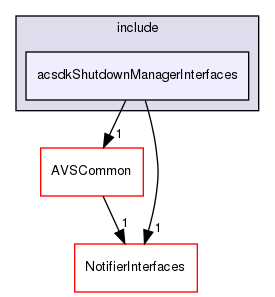 include
acsdkShutdownManagerInterfaces
1
AVSCommon
1
1
NotifierInterfaces